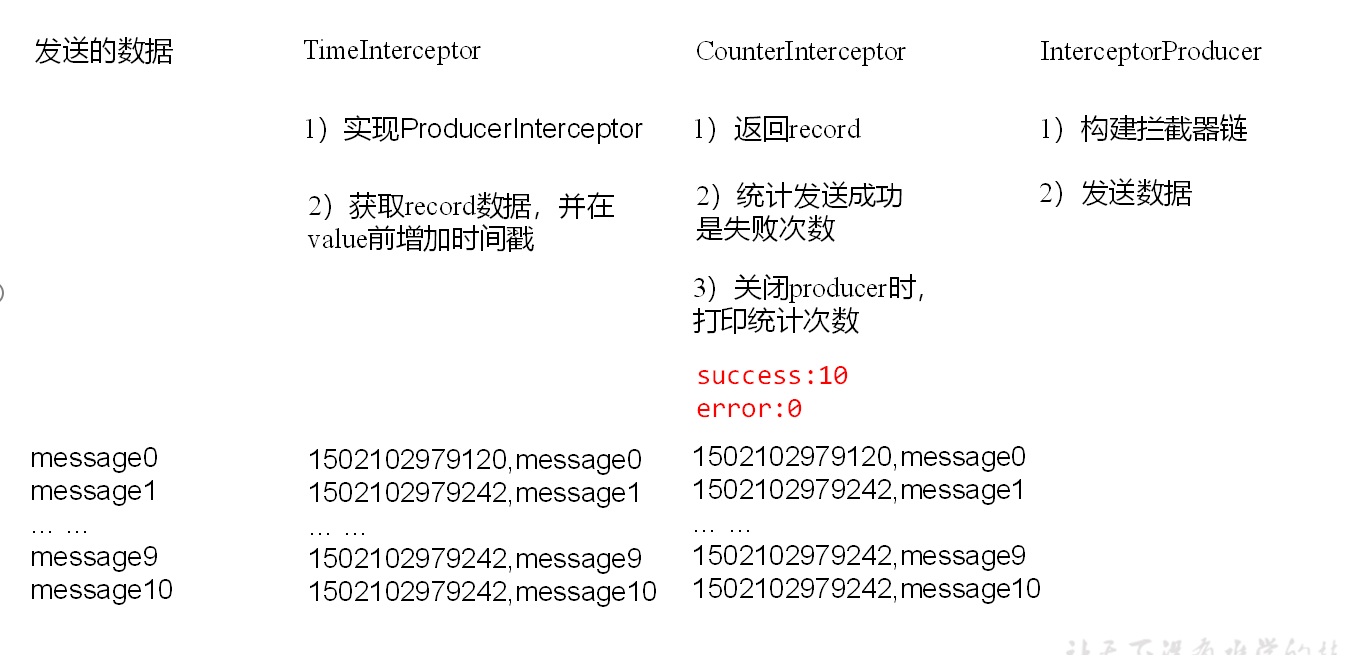 发送的数据
TimeInterceptor
CounterInterceptor
InterceptorProducer
1）实现ProducerInterceptor
2）获取record数据，并在
value前增加时间戳
1）返回record
2）统计发送成功
是失败次数
3）关闭producer时，
打印统计次数
success:10
error:0
1）构建拦截器链
2）发送数据
message0
message1
... ...
message9
message10
1502102979120,message0
1502102979242,message1
... ...
1502102979242,message9
1502102979242,message10
1502102979120,message0
1502102979242,message1
... ...
1502102979242,message9
1502102979242,message10